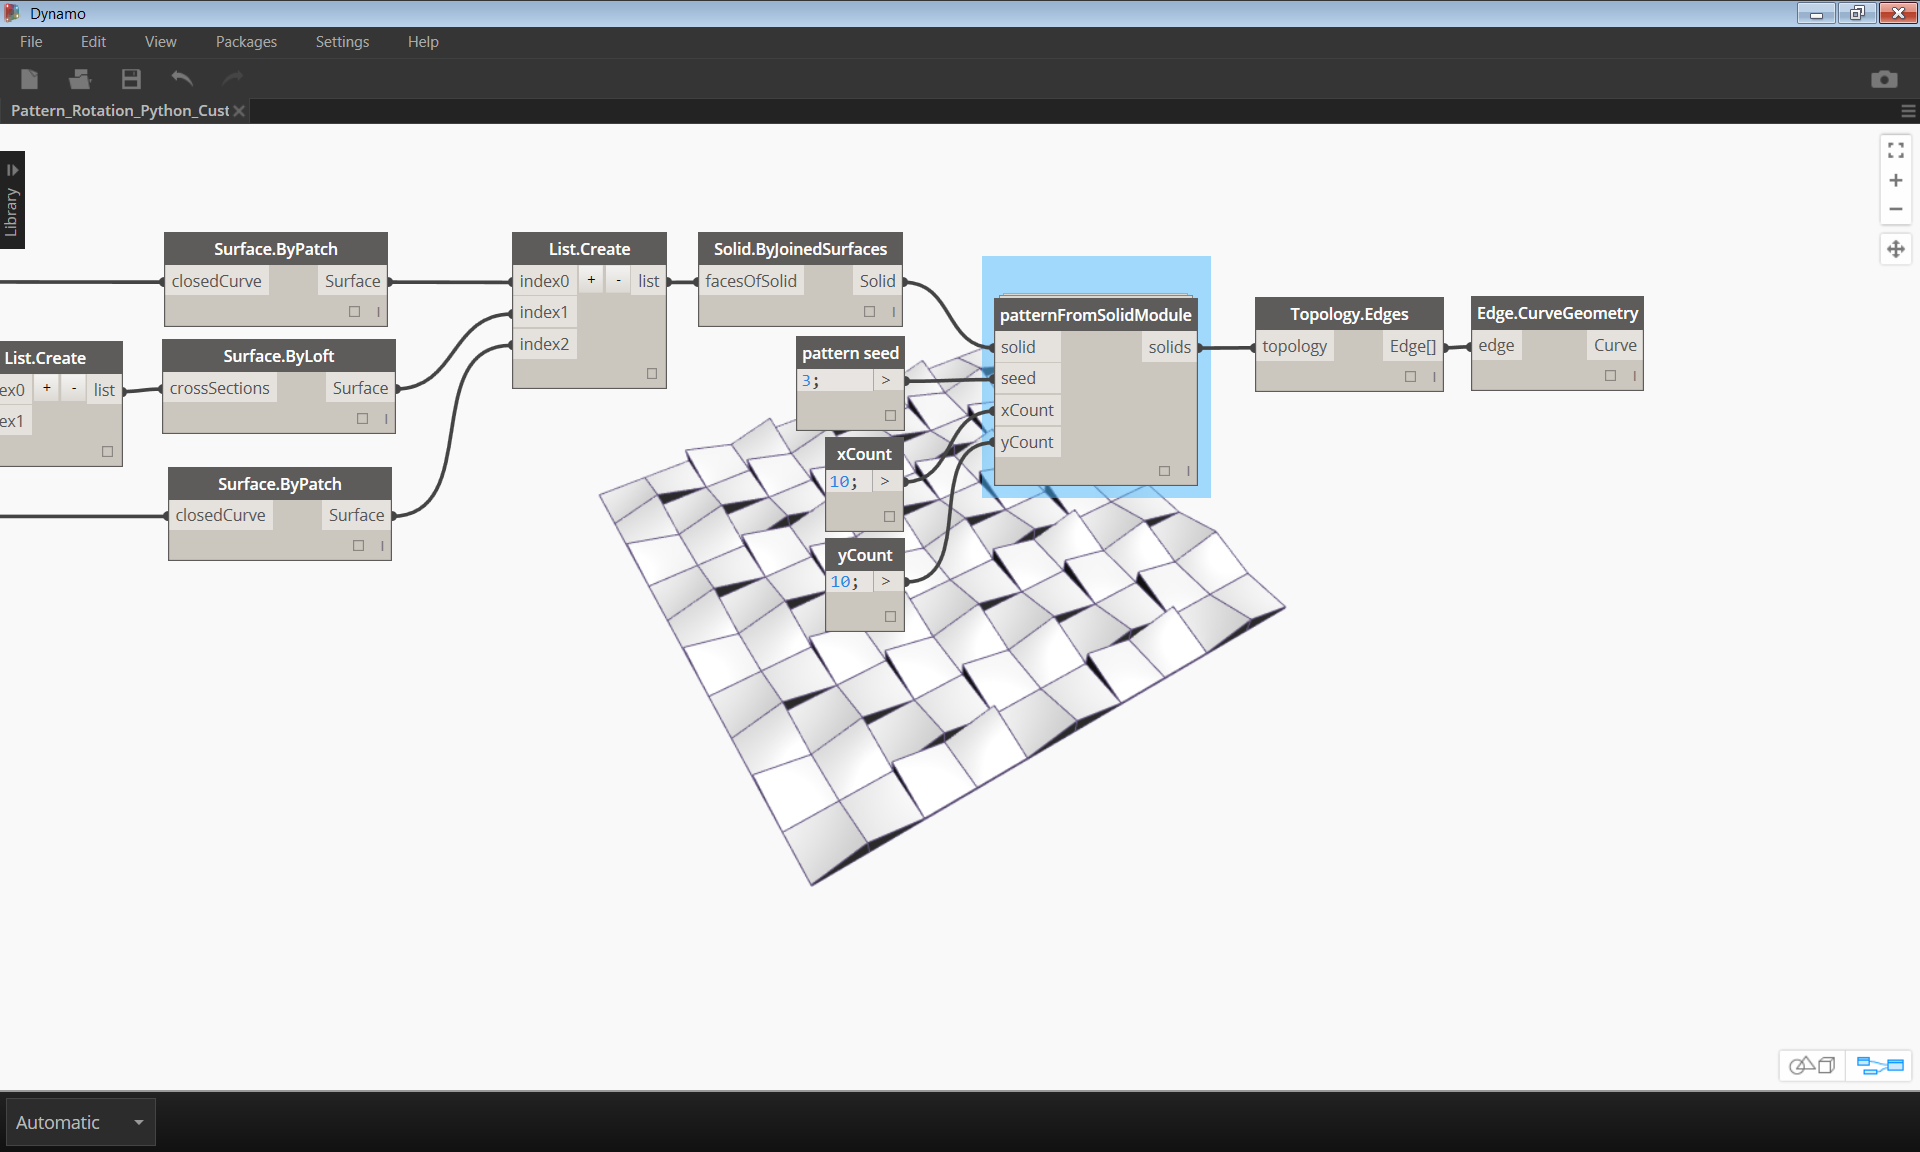 Dynamo
File Edit View Packages Settings Help
Pattern_Rotation_Python_Cust
Library
Surface.ByPatch
closedCurve Surface
List.Create
index0 + - list
index1
index2
Solid.ByJoinedSurfaces
facesOfSolid Solid
List.Create
ex0 + - list
ex1
Surface.ByLoft
crossSections Surface
Surface.ByPatch
closedCurve Surface
pattern seed
3; >
xCount
10; >
yCount
10; >
patternFromSolidModule
solid solids
seed
xCount
yCount
Topology.Edges
topology Edge[]
Edge.CurveGeometry
edge Curve
Automatic